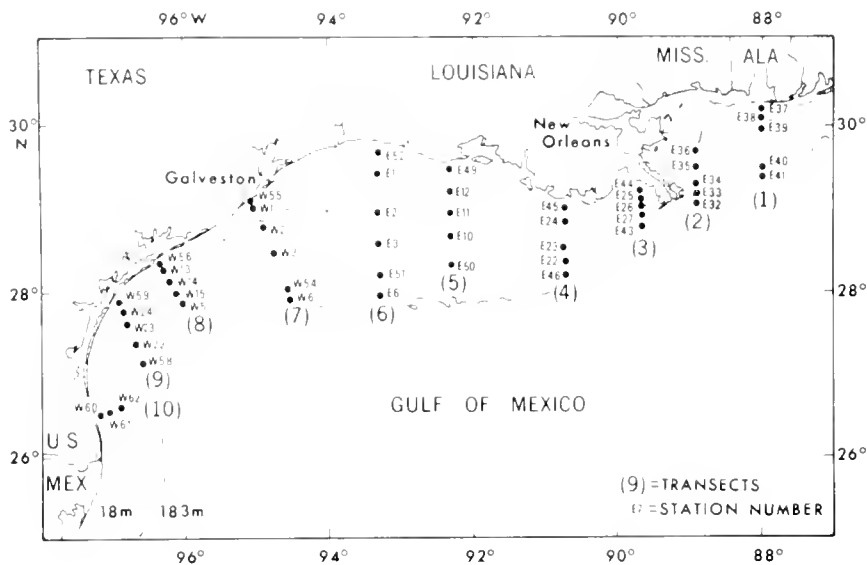 96°W 94° 92° 90° 88°
TEXAS LOUISIANA MISS. ALA
E37
E38
E39
30°
N
30°
New
Orleans
E36
E40
E35
E41
E52
E49
Galveston
E1
E44
E34
(1)
W55
E12
E25
E33
E26
E32
E45
E2
E11
E24
E27
(2)
W2
E43
(3)
E3
E10
E23
W56
E22
E51
E50
E46
W54
(5)
(4)
28°
W59
W15
W6
E6
28°
W24
(8)
(7)
(6)
W23
W22
W58
(9)
W62
(10)
W60
W61
GULF OF MEXICO
US
26°
26°
MEX
(9) =TRANSECTS
18m 183m
=STATION NUMBER
96° 94° 92° 90° 88°